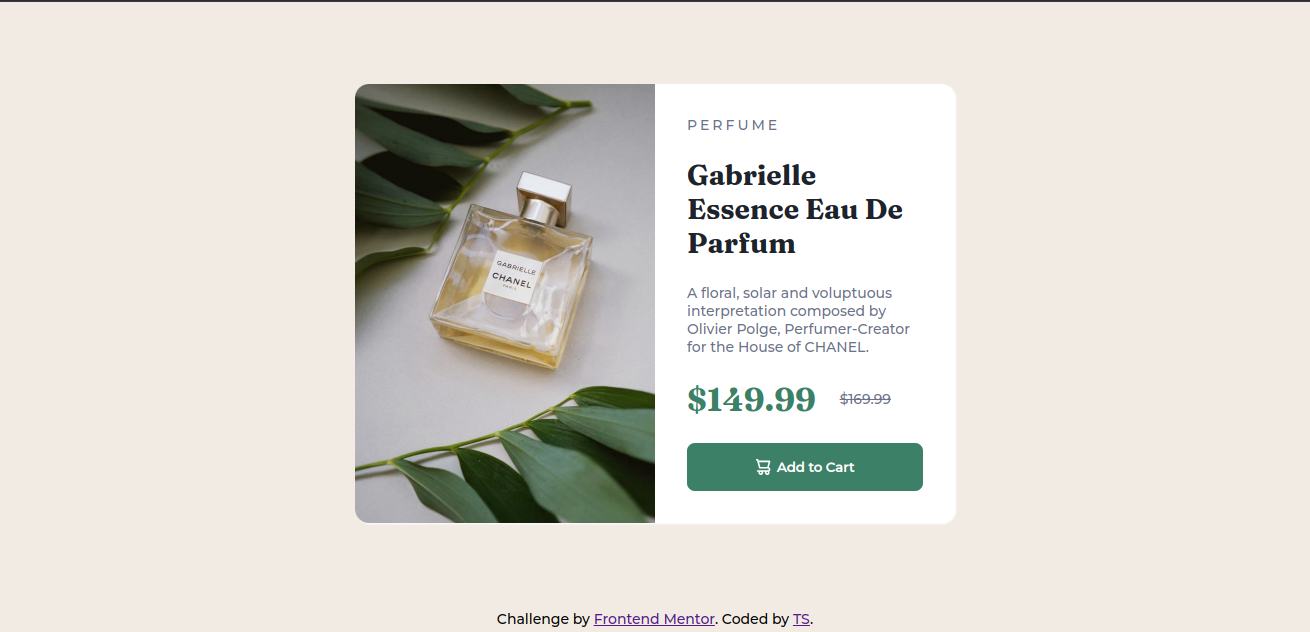 GABRIELLE
CHANEL
PARIS
PERFUME
Gabrielle
Essence Eau De
Parfum
A floral, solar and voluptuous
interpretation composed by
Olivier Polge, Perfumer-Creator
for the House of CHANEL.
$149.99 $169.99
Add to Cart
Challenge by Frontend Mentor. Coded by TS.